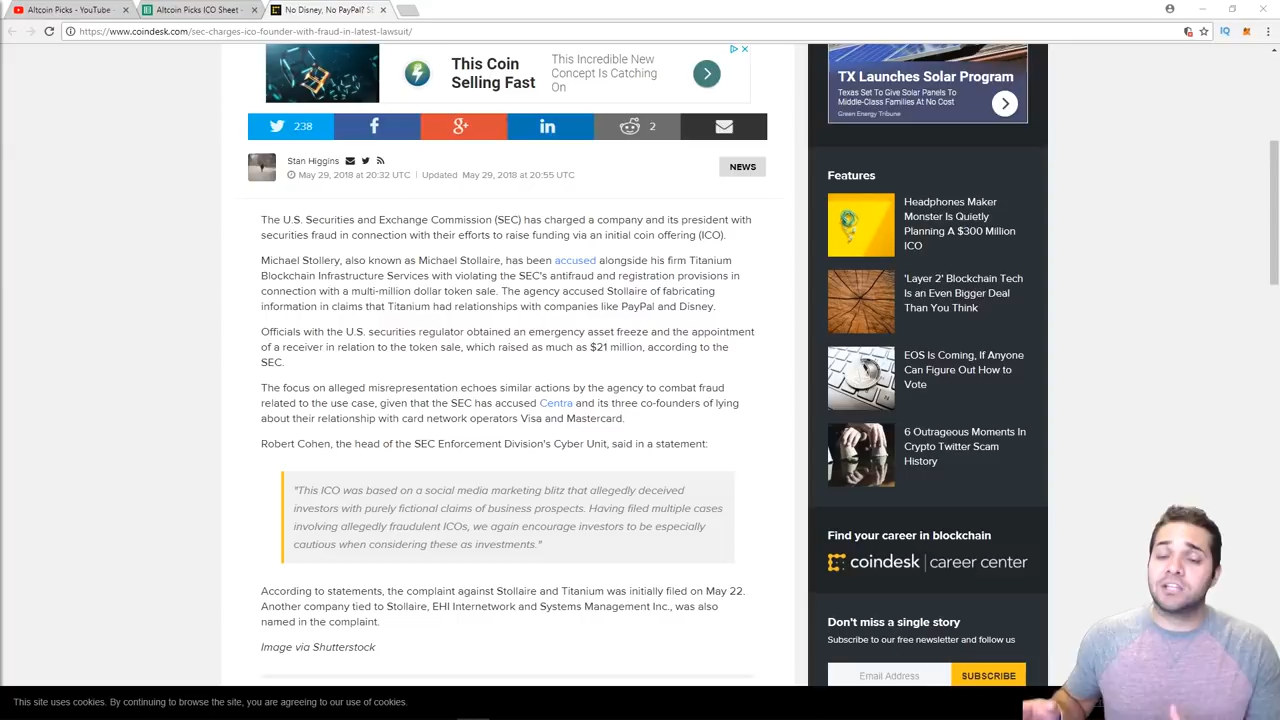 Altcoin Picks - YouTube
Altcoin Picks ICO Sheet -
No Disney, No PayPal? SE
https://www.coindesk.com/sec-charges-ico-founder-with-fraud-in-latest-lawsuit/
IQ
This Coin
Selling Fast
This Incredible New
Concept Is Catching
On
238
2
Stan Higgins
May 29, 2018 at 20:32 UTC | Updated May 29, 2018 at 20:55 UTC
NEWS
The U.S. Securities and Exchange Commission (SEC) has charged a company and its president with
securities fraud in connection with their efforts to raise funding via an initial coin offering (ICO).
Michael Stollery, also known as Michael Stollaire, has been accused alongside his firm Titanium
Blockchain Infrastructure Services with violating the SEC's antifraud and registration provisions in
connection with a multi-million dollar token sale. The agency accused Stollaire of fabricating
information in claims that Titanium had relationships with companies like PayPal and Disney.
Officials with the U.S. securities regulator obtained an emergency asset freeze and the appointment
of a receiver in relation to the token sale, which raised as much as $21 million, according to the
SEC.
The focus on alleged misrepresentation echoes similar actions by the agency to combat fraud
related to the use case, given that the SEC has accused Centra and its three co-founders of lying
about their relationship with card network operators Visa and Mastercard.
Robert Cohen, the head of the SEC Enforcement Division's Cyber Unit, said in a statement:
"This ICO was based on a social media marketing blitz that allegedly deceived
investors with purely fictional claims of business prospects. Having filed multiple cases
involving allegedly fraudulent ICOs, we again encourage investors to be especially
cautious when considering these as investments."
According to statements, the complaint against Stollaire and Titanium was initially filed on May 22.
Another company tied to Stollaire, EHI Internetwork and Systems Management Inc., was also
named in the complaint.
Image via Shutterstock
TX Launches Solar Program
Texas Set To Give Solar Panels To
Middle-Class Families At No Cost
Green Energy Tribune
Features
Headphones Maker
Monster Is Quietly
Planning A $300 Million
ICO
'Layer 2' Blockchain Tech
Is an Even Bigger Deal
Than You Think
EOS Is Coming, If Anyone
Can Figure Out How to
Vote
6 Outrageous Moments In
Crypto Twitter Scam
History
Find your career in blockchain
coindesk | career center
Don't miss a single story
Subscribe to our free newsletter and follow us
Email Address
SUBSCRIBE
This site uses cookies. By continuing to browse the site, you are agreeing to our use of cookies.